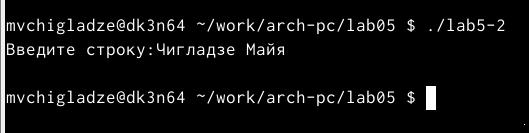 mvchigladze@dk3n64 ~/work/arch-pc/lab05 $ ./lab5-2
Введите строку:Чигладзе Майя
mvchigladze@dk3n64 ~/work/arch-pc/lab05 $